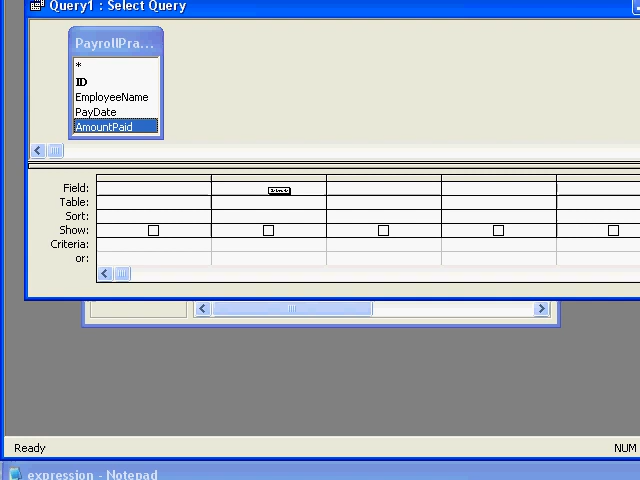 Query1 : Select Query
PayrollPra...
*
ID
EmployeeName
PayDate
AmountPaid
Field:
Table:
Sort:
Show:
Criteria:
or:
Ready
NUM
expression - Notepad